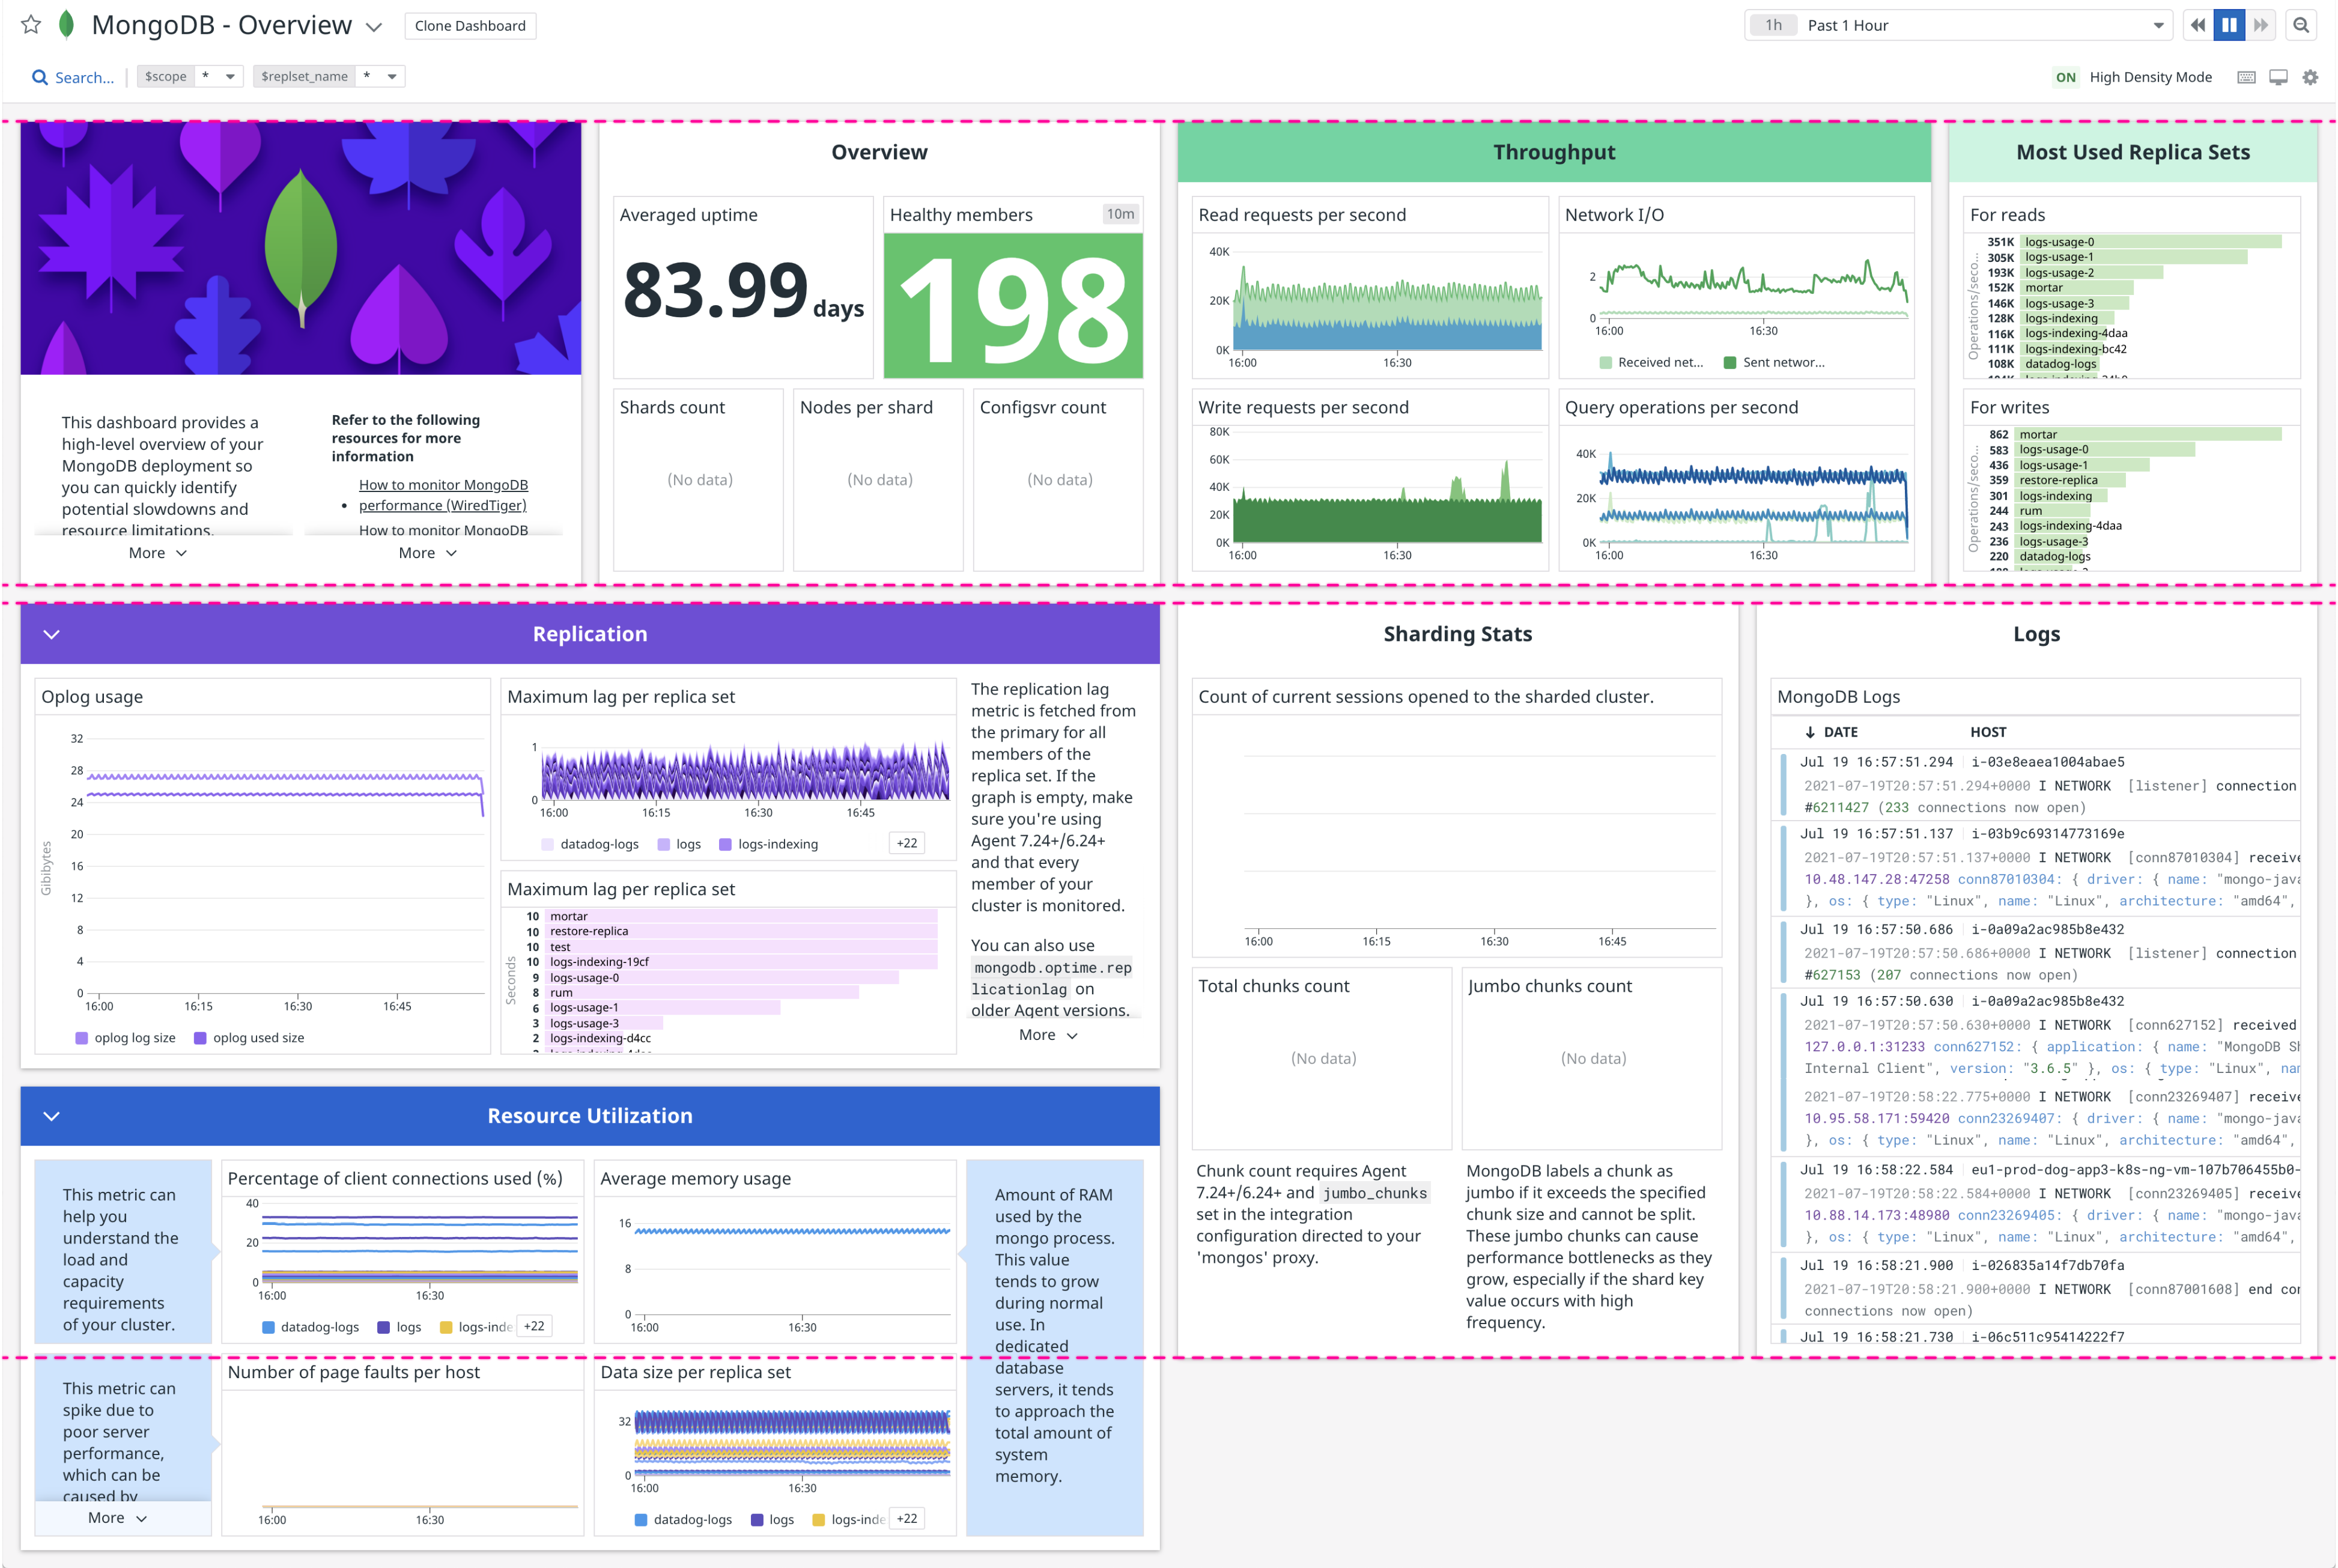 MongoDB - Overview
Clone Dashboard
1h Past 1 Hour
Search...
$scope *
$replset_name *
ON High Density Mode
This dashboard provides a
high-level overview of your
MongoDB deployment so
you can quickly identify
potential slowdowns and
resource limitations.
More
Refer to the following
resources for more
information
How to monitor MongoDB
• performance (WiredTiger)
How to monitor MongoDB
More
Overview
Averaged uptime
83.99 days
Healthy members 10m
198
Shards count
(No data)
Nodes per shard
(No data)
Configsvr count
(No data)
Throughput
Read requests per second
40K
20K
0K
16:00 16:30
Network I/O
2
0
16:00 16:30
Received net... Sent networ...
Write requests per second
80K
60K
40K
20K
0K
16:00 16:30
Query operations per second
40K
20K
0K
16:00 16:30
Most Used Replica Sets
For reads
Operations/seco...
351K logs-usage-0
305K logs-usage-1
193K logs-usage-2
152K mortar
146K logs-usage-3
128K logs-indexing
116K logs-indexing-4daa
111K logs-indexing-bc42
108K datadog-logs
For writes
Operations/seco...
862 mortar
583 logs-usage-0
436 logs-usage-1
359 restore-replica
301 logs-indexing
244 rum
243 logs-indexing-4daa
236 logs-usage-3
220 datadog-logs
Replication
Oplog usage
Gibibytes
32
28
24
20
16
12
8
4
0
16:00 16:15 16:30 16:45
oplog log size oplog used size
Maximum lag per replica set
1
0
16:00 16:15 16:30 16:45
datadog-logs logs logs-indexing +22
Maximum lag per replica set
Seconds
10 mortar
10 restore-replica
10 test
10 logs-indexing-19cf
9 logs-usage-0
8 rum
6 logs-usage-1
3 logs-usage-3
2 logs-indexing-d4cc
The replication lag
metric is fetched from
the primary for all
members of the
replica set. If the
graph is empty, make
sure you're using
Agent 7.24+/6.24+
and that every
member of your
cluster is monitored.
You can also use
mongodb.optime.rep
licationlag on
older Agent versions.
More
Sharding Stats
Count of current sessions opened to the sharded cluster.
16:00 16:15 16:30 16:45
Total chunks count
(No data)
Jumbo chunks count
(No data)
Chunk count requires Agent
7.24+/6.24+ and jumbo_chunks
set in the integration
configuration directed to your
'mongos' proxy.
MongoDB labels a chunk as
jumbo if it exceeds the specified
chunk size and cannot be split.
These jumbo chunks can cause
performance bottlenecks as they
grow, especially if the shard key
value occurs with high
frequency.
Logs
MongoDB Logs
↓ DATE HOST
Jul 19 16:57:51.294 i-03e8eaea1004abae5
2021-07-19T20:57:51.294+0000 I NETWORK [listener] connection
#6211427 (233 connections now open)
Jul 19 16:57:51.137 i-03b9c69314773169e
2021-07-19T20:57:51.137+0000 I NETWORK [conn87010304] receive
10.48.147.28:47258 conn87010304: { driver: { name: "mongo-java
}, os: { type: "Linux", name: "Linux", architecture: "amd64",
Jul 19 16:57:50.686 i-0a09a2ac985b8e432
2021-07-19T20:57:50.686+0000 I NETWORK [listener] connection
#627153 (207 connections now open)
Jul 19 16:57:50.630 i-0a09a2ac985b8e432
2021-07-19T20:57:50.630+0000 I NETWORK [conn627152] received
127.0.0.1:31233 conn627152: { application: { name: "MongoDB Sh
Internal Client", version: "3.6.5" }, os: { type: "Linux", nam
2021-07-19T20:58:22.775+0000 I NETWORK [conn23269407] receive
10.95.58.171:59420 conn23269407: { driver: { name: "mongo-java
}, os: { type: "Linux", name: "Linux", architecture: "amd64",
Jul 19 16:58:22.584 eu1-prod-dog-app3-k8s-ng-vm-107b706455b0-
2021-07-19T20:58:22.584+0000 I NETWORK [conn23269405] receive
10.88.14.173:48980 conn23269405: { driver: { name: "mongo-java
}, os: { type: "Linux", name: "Linux", architecture: "amd64",
Jul 19 16:58:21.900 i-026835a14f7db70fa
2021-07-19T20:58:21.900+0000 I NETWORK [conn87001608] end con
connections now open)
Jul 19 16:58:21.730 i-06c511c95414222f7
Resource Utilization
This metric can
help you
understand the
load and
capacity
requirements
of your cluster.
Percentage of client connections used (%)
40
20
0
16:00 16:30
datadog-logs logs logs-inde +22
Average memory usage
16
8
0
16:00 16:30
Amount of RAM
used by the
mongo process.
This value
tends to grow
during normal
use. In
dedicated
database
servers, it tends
to approach the
total amount of
system
memory.
This metric can
spike due to
poor server
performance,
which can be
caused by
More
Number of page faults per host
16:00 16:30
Data size per replica set
32
0
16:00 16:30
datadog-logs logs logs-inde +22